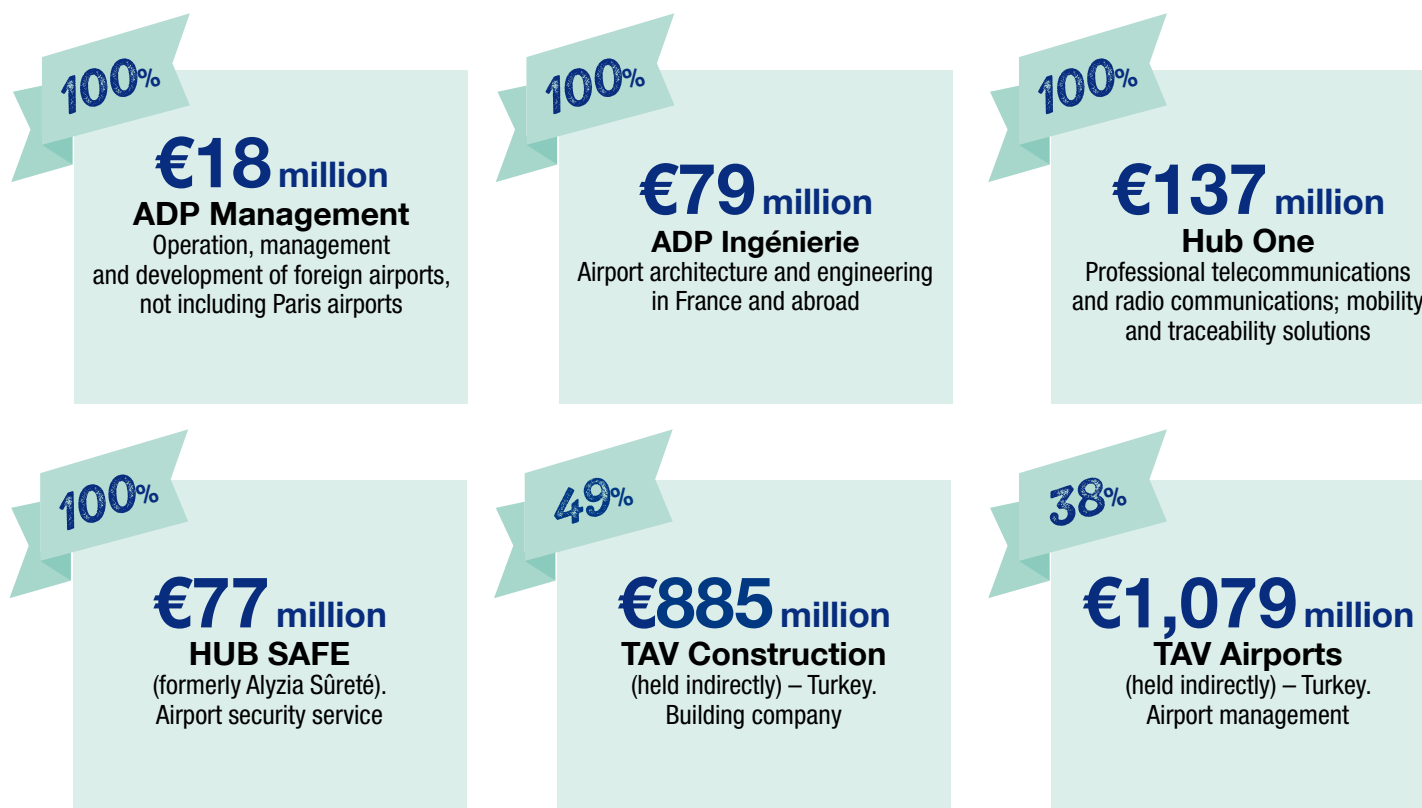 100%
€18 million
ADP Management
Operation, management
and development of foreign airports,
not including Paris airports
100%
€79 million
ADP Ingénierie
Airport architecture and engineering
in France and abroad
100%
€137 million
Hub One
Professional telecommunications
and radio communications; mobility
and traceability solutions
100%
€77 million
HUB SAFE
(formerly Alyzia Sûreté).
Airport security service
49%
€885 million
TAV Construction
(held indirectly) – Turkey.
Building company
38%
€1,079 million
TAV Airports
(held indirectly) – Turkey.
Airport management